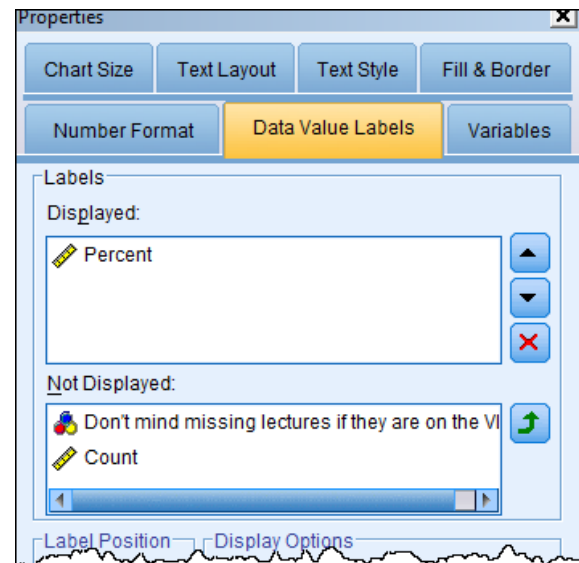 Properties
Chart Size Text Layout Text Style Fill & Border
Number Format Data Value Labels Variables
Labels
Displayed:
Percent
Not Displayed:
Don't mind missing lectures if they are on the Vl
Count
Label Position Display Options